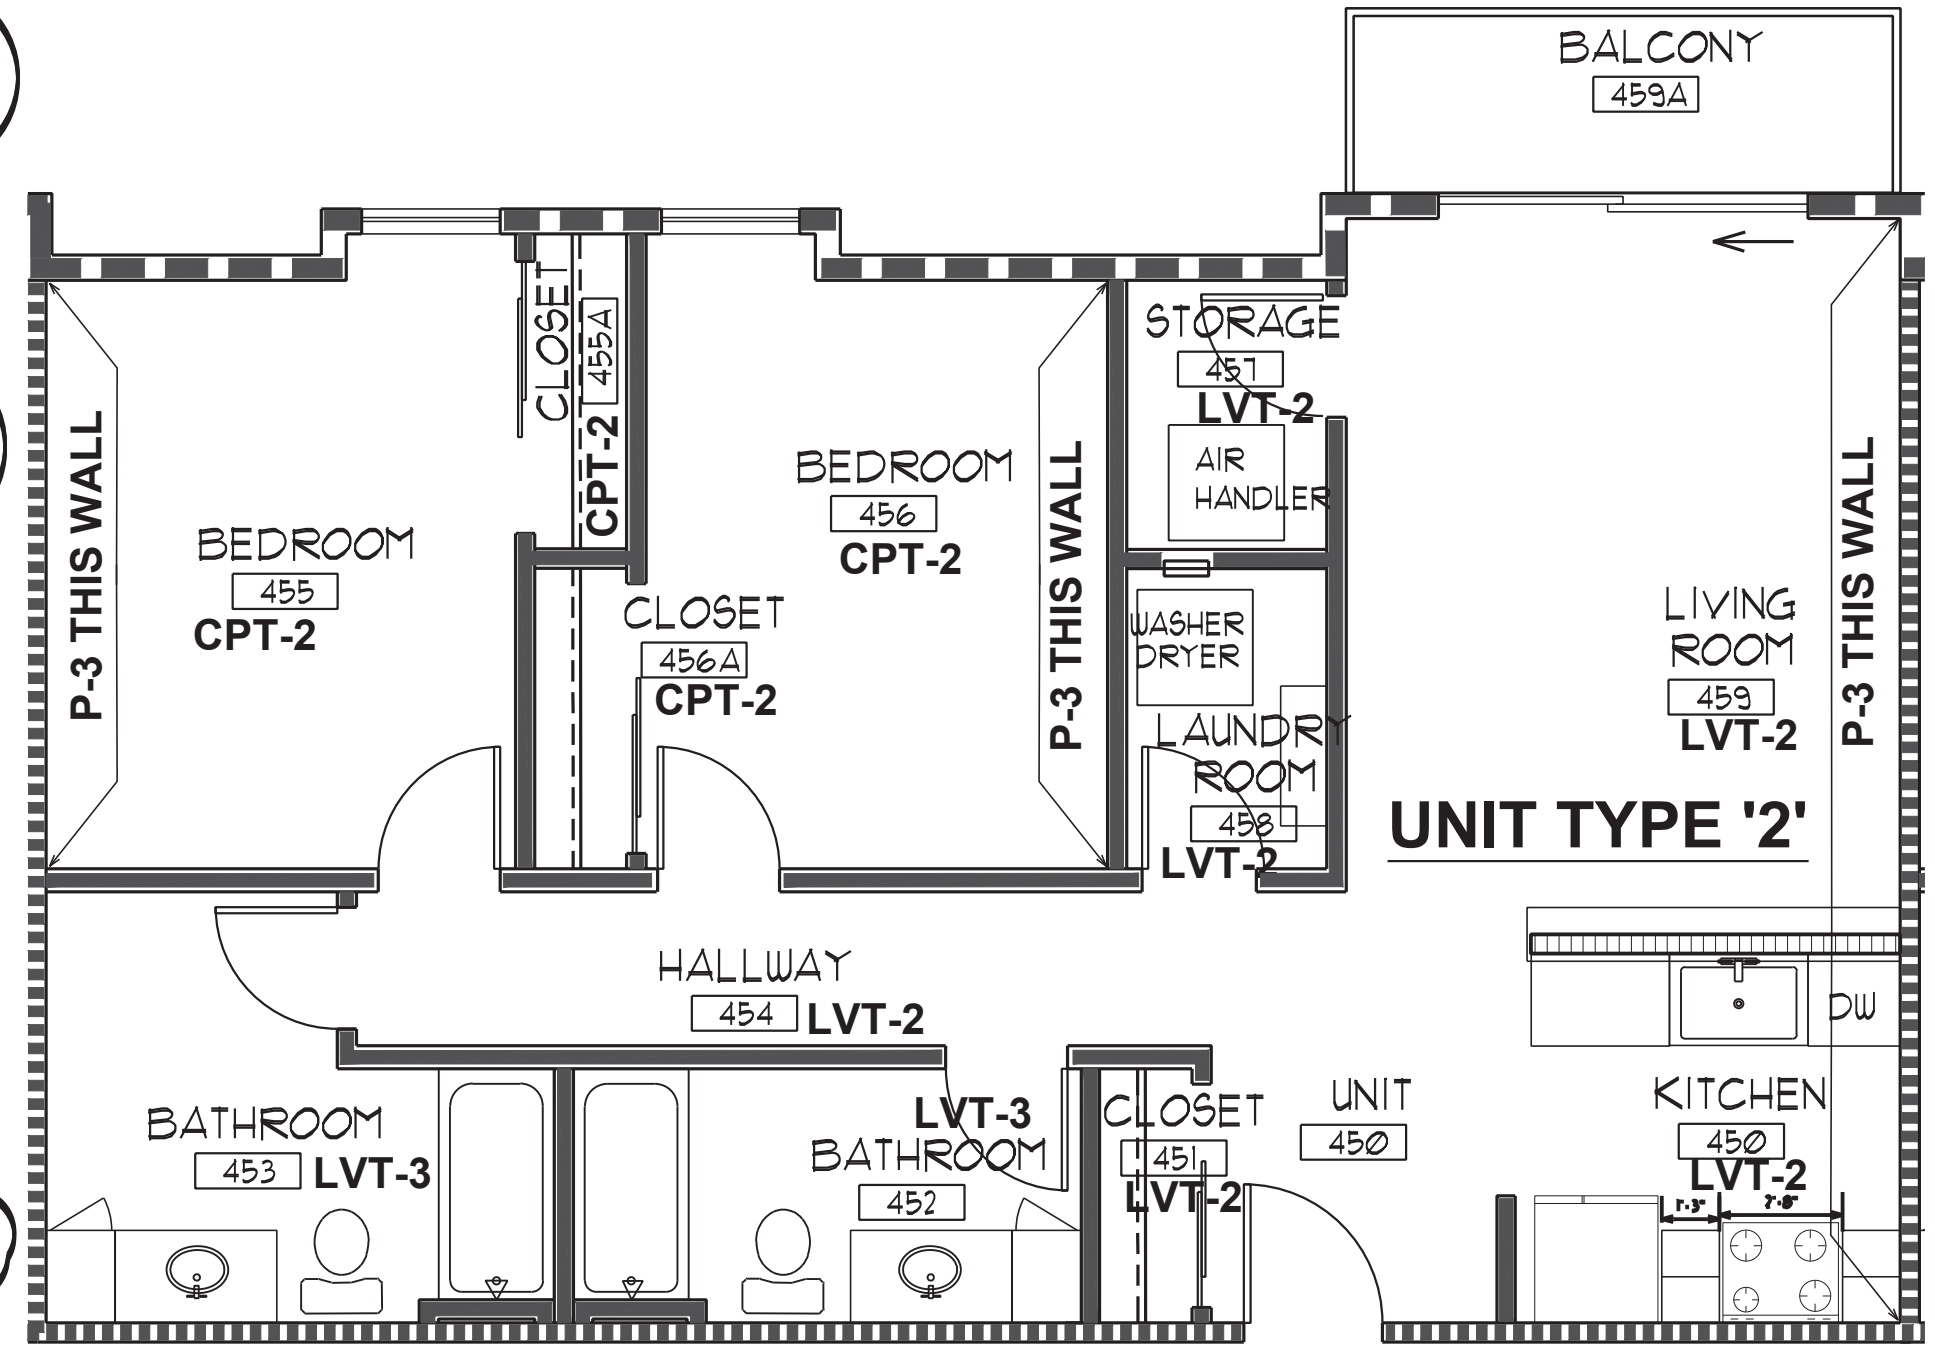 BALCONY
459A
CLOSET
455A
CPT-2
STORAGE
457
LVT-2
AIR
HANDLER
P-3 THIS WALL
BEDROOM
455
CPT-2
BEDROOM
456
CPT-2
P-3 THIS WALL
CLOSET
456A
CPT-2
WASHER
DRYER
LAUNDRY
ROOM
458
LVT-2
LIVING
ROOM
459
LVT-2
P-3 THIS WALL
UNIT TYPE '2'
HALLWAY
454 LVT-2
DW
BATHROOM
453 LVT-3
LVT-3
BATHROOM
452
CLOSET
451
LVT-2
UNIT
450
KITCHEN
450
LVT-2
1'-3"